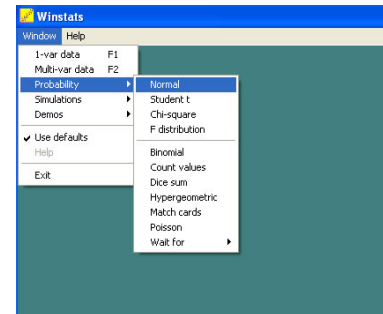 Winstats
Window Help
1-var data F1
Multi-var data F2
Probability
Simulations
Demos
Use defaults
Help
Exit
Normal
Student t
Chi-square
F distribution
Binomial
Count values
Dice sum
Hypergeometric
Match cards
Poisson
Wait for